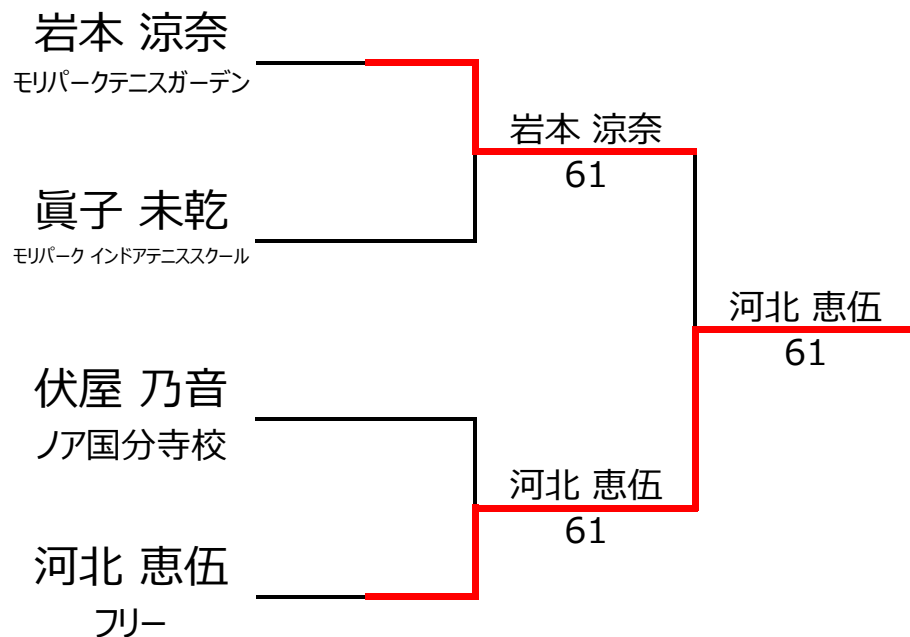 岩本 涼奈
モリパークテニスガーデン
岩本 涼奈
61
眞子 未乾
モリパーク インドアテニススクール
河北 恵伍
61
伏屋 乃音
ノア国分寺校
河北 恵伍
61
河北 恵伍
フリー